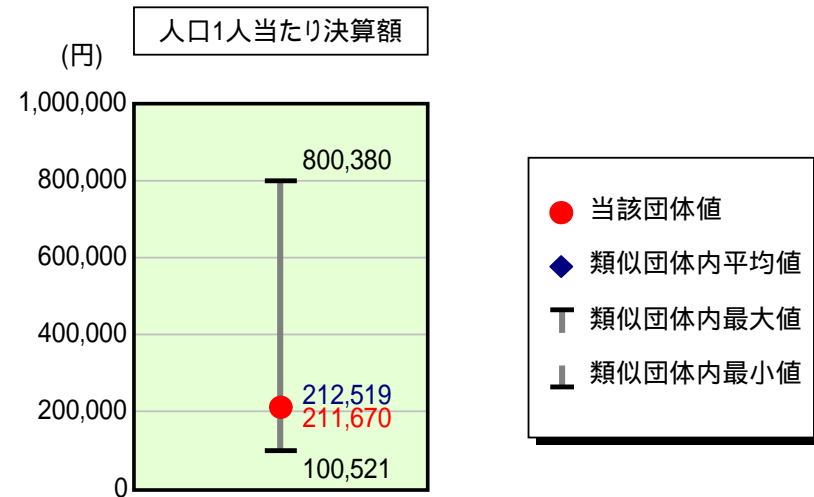 人口1人当たり決算額
(円)
1,000,000
800,000
600,000
400,000
200,000
0
800,380
212,519
211,670
100,521
当該団体値
類似団体内平均値
類似団体内最大値
類似団体内最小値